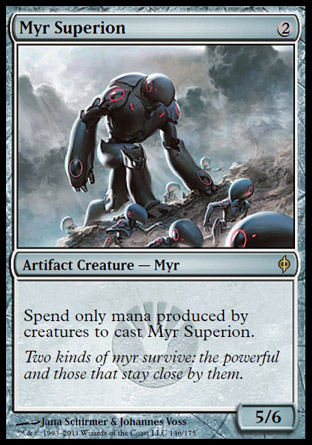 Myr Superion 2
Artifact Creature — Myr
Spend only mana produced by
creatures to cast Myr Superion.
Two kinds of myr survive: the powerful
and those that stay close by them.
Jana Schirmer & Johannes Voss
™ & © 1993–2011 Wizards of the Coast LLC 146/175
5/6